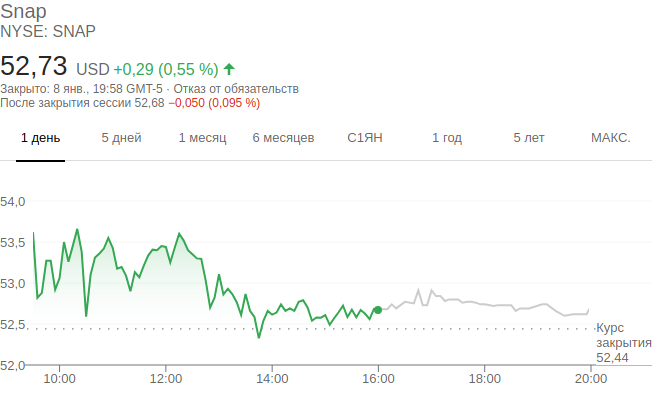 Snap
NYSE: SNAP
52,73 USD +0,29 (0,55 %)
Закрыто: 8 янв., 19:58 GMT-5 · Отказ от обязательств
После закрытия сессии 52,68 −0,050 (0,095 %)
1 день 5 дней 1 месяц 6 месяцев С1ЯН 1 год 5 лет МАКС.
54,0
53,5
53,0
52,5
Курс
закрытия
52,44
52,0
10:00 12:00 14:00 16:00 18:00 20:00